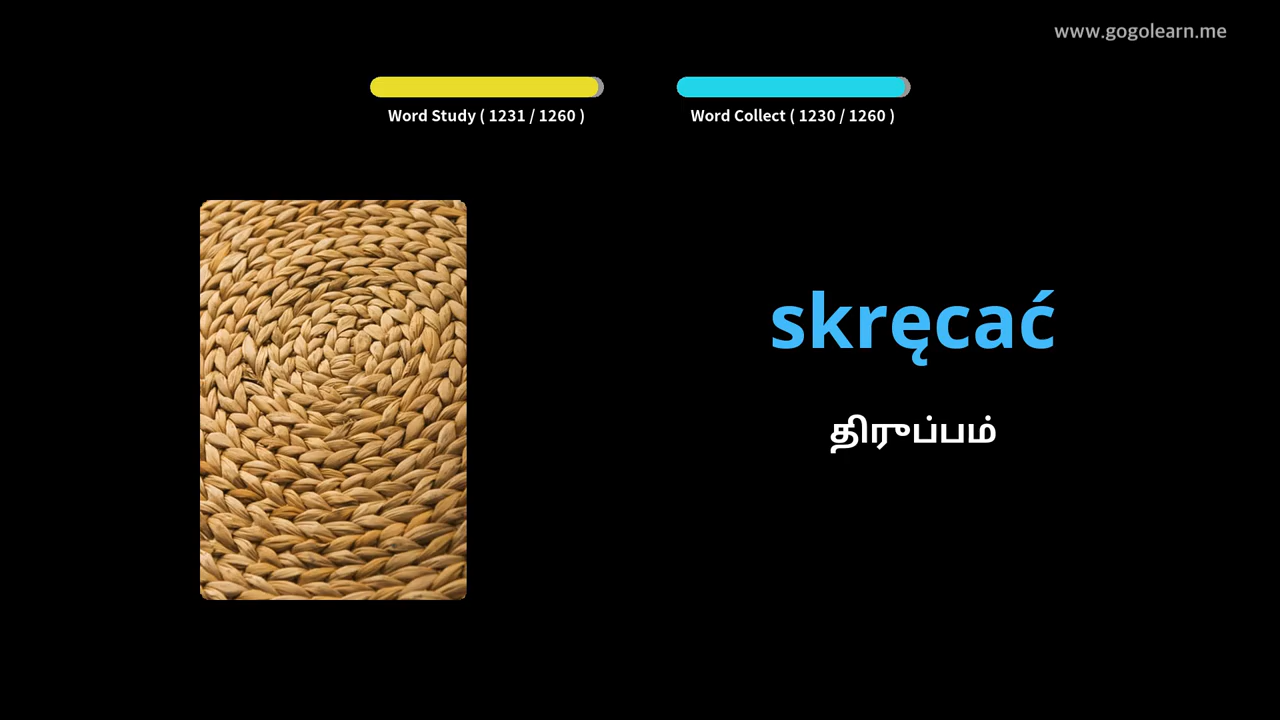 www.gogolearn.me
Word Study ( 1231 / 1260 )
Word Collect ( 1230 / 1260 )
skręcać
திருப்பம்